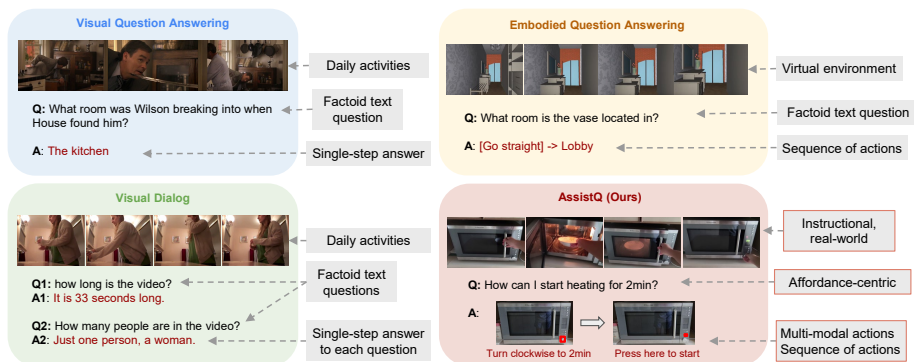 Visual Question Answering
Daily activities
Q: What room was Wilson breaking into when
House found him?
Factoid text
question
A: The kitchen
Single-step answer
Embodied Question Answering
Virtual environment
Q: What room is the vase located in?
Factoid text question
A: [Go straight] -> Lobby
Sequence of actions
Visual Dialog
Daily activities
Q1: how long is the video?
A1: It is 33 seconds long.
Factoid text
questions
Q2: How many people are in the video?
A2: Just one person, a woman.
Single-step answer
to each question
AssistQ (Ours)
Instructional,
real-world
Q: How can I start heating for 2min?
Affordance-centric
A:
Turn clockwise to 2min
Press here to start
Multi-modal actions
Sequence of actions